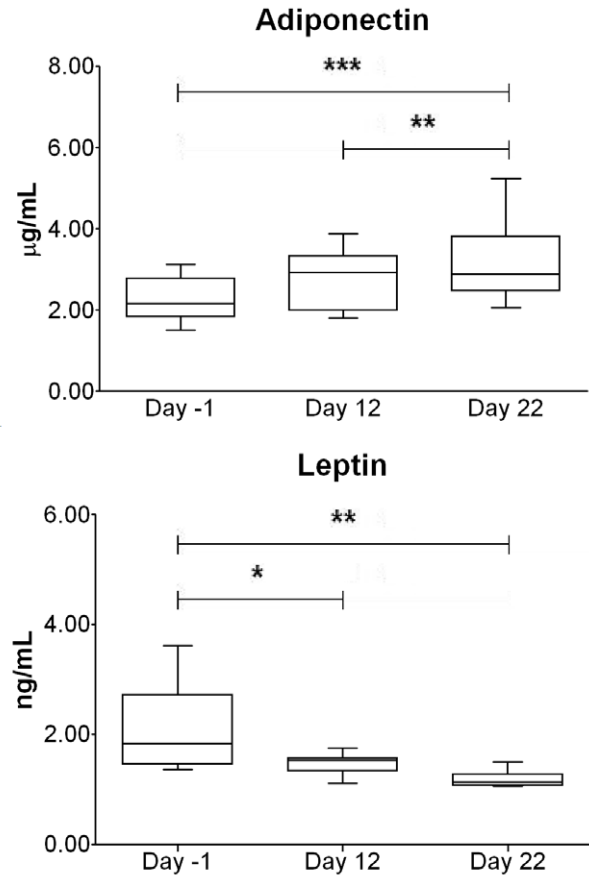 Adiponectin
8.00
***
6.00
**
µg/mL
4.00
2.00
0.00
Day -1 Day 12 Day 22
Leptin
6.00
**
*
4.00
ng/mL
2.00
0.00
Day -1 Day 12 Day 22